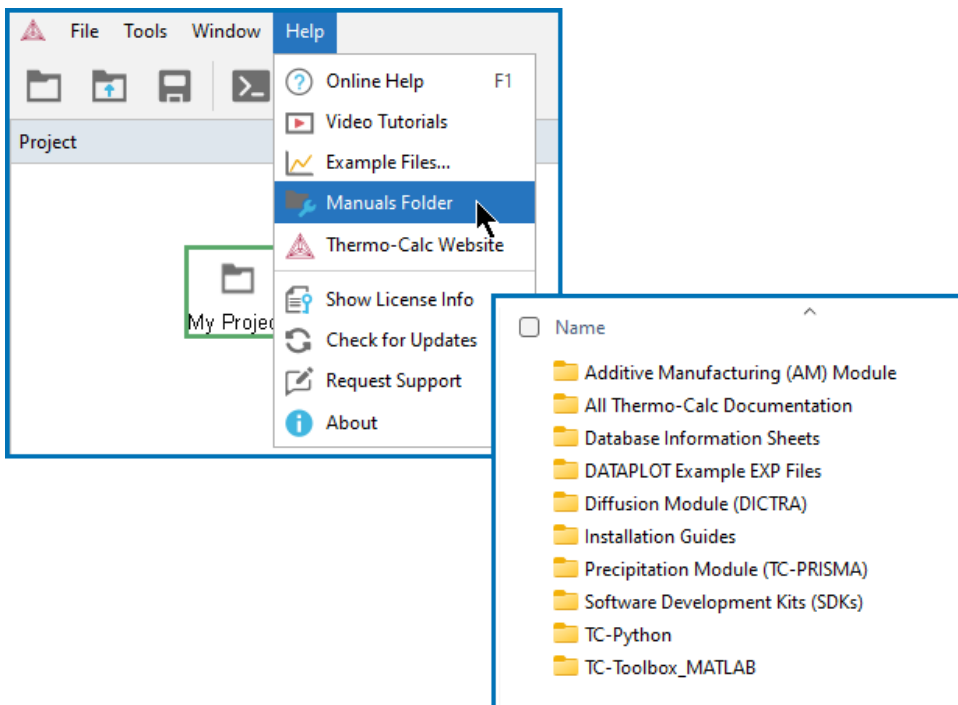 File Tools Window Help
Project
Online Help F1
Video Tutorials
Example Files...
Manuals Folder
Thermo-Calc Website
Show License Info
Check for Updates
Request Support
About
My Projec
Name
Additive Manufacturing (AM) Module
All Thermo-Calc Documentation
Database Information Sheets
DATAPLOT Example EXP Files
Diffusion Module (DICTRA)
Installation Guides
Precipitation Module (TC-PRISMA)
Software Development Kits (SDKs)
TC-Python
TC-Toolbox_MATLAB